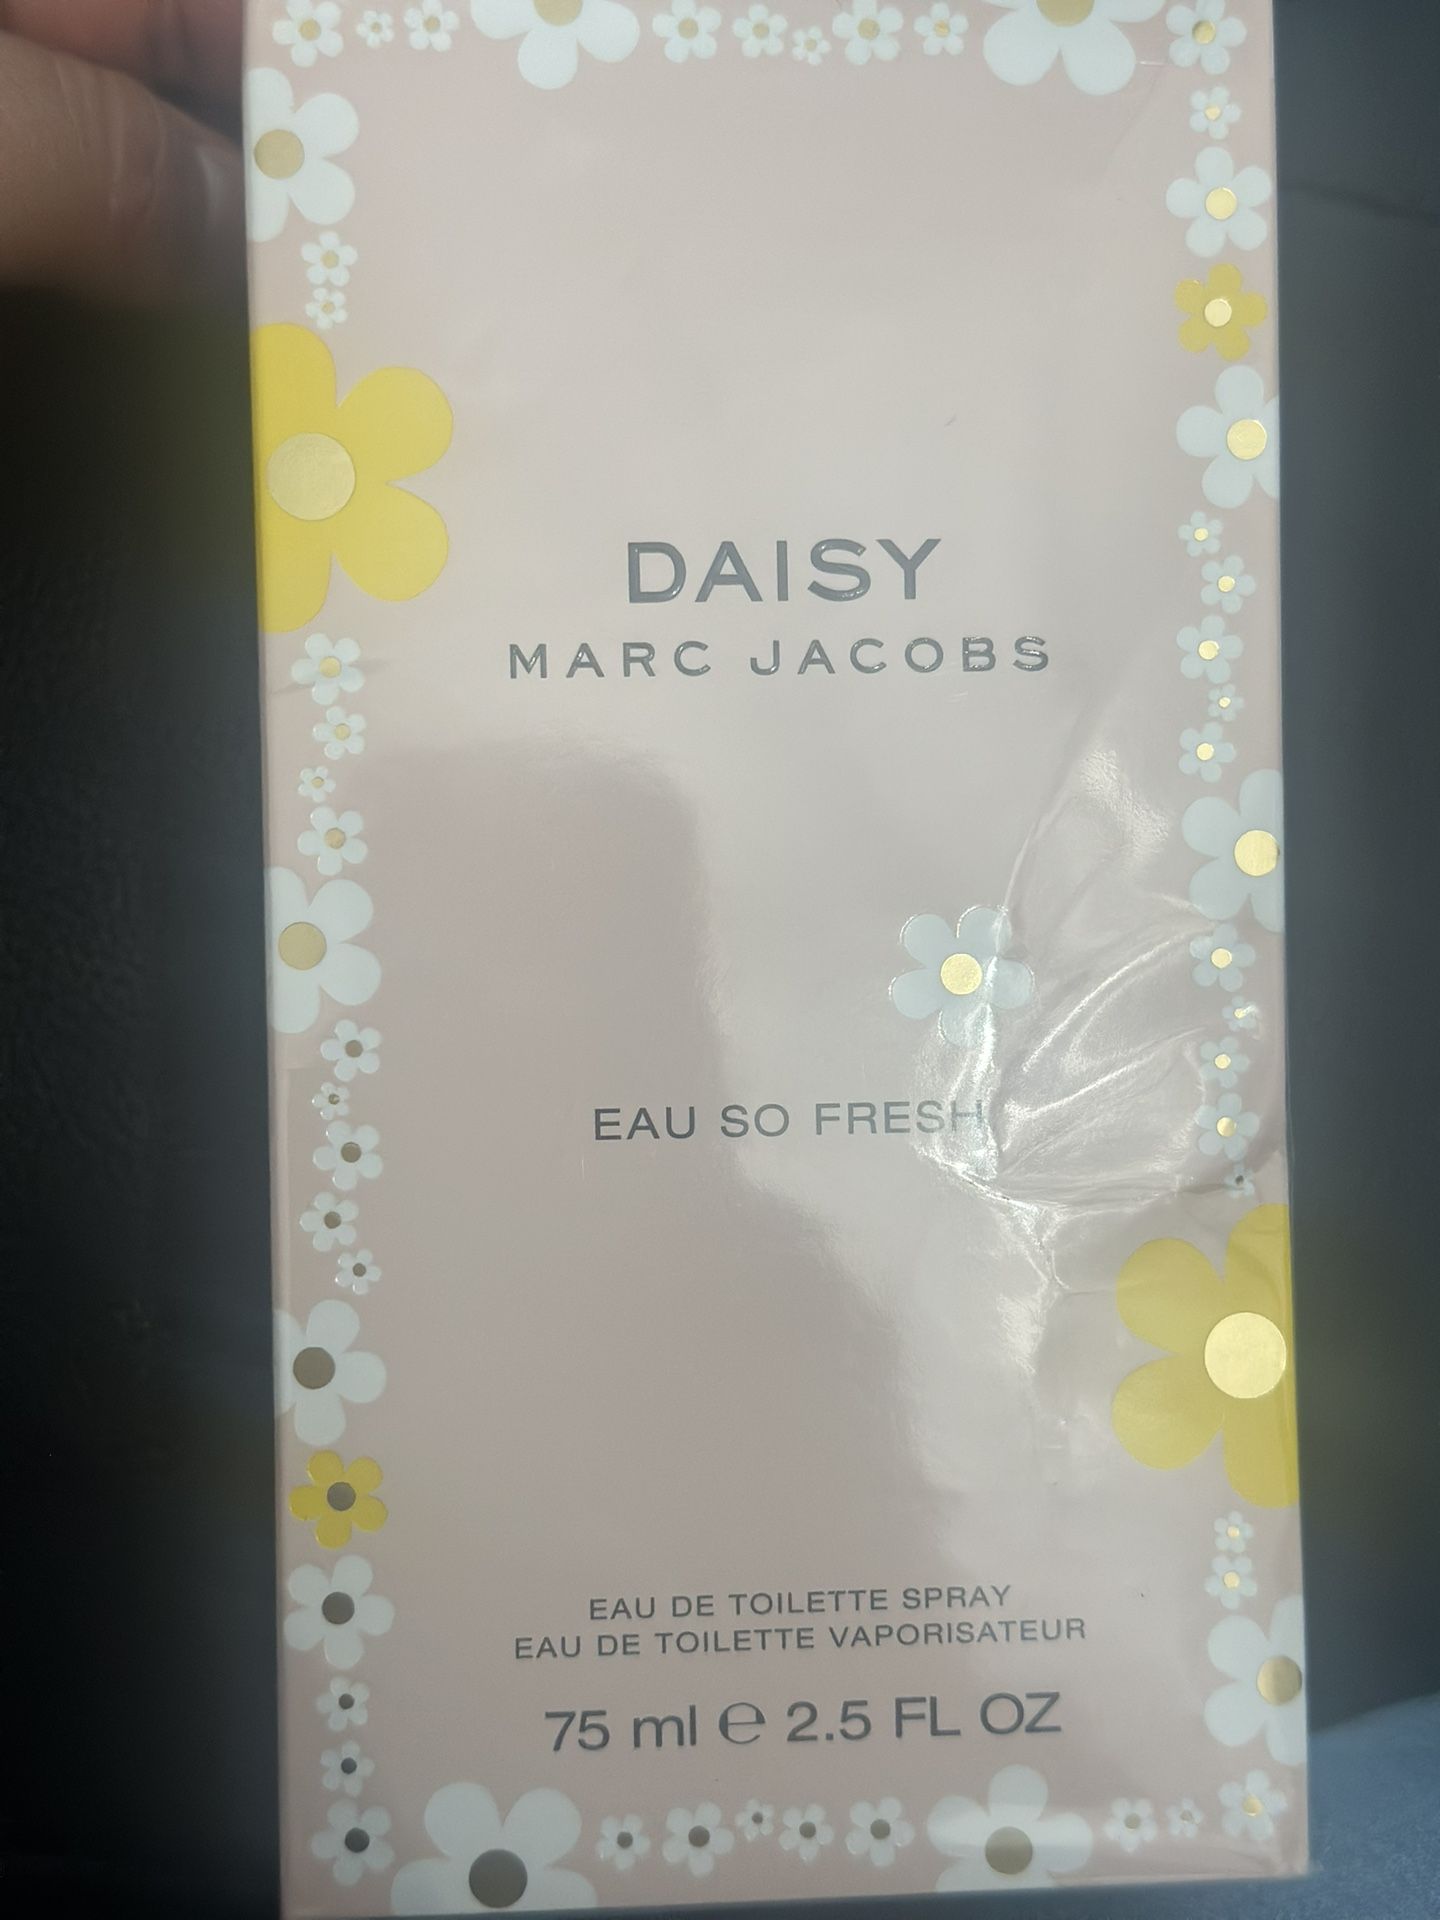 DAISY
MARC JACOBS
EAU SO FRESH
EAU DE TOILETTE SPRAY
EAU DE TOILETTE VAPORISATEUR
75 ml ℮ 2.5 FL OZ